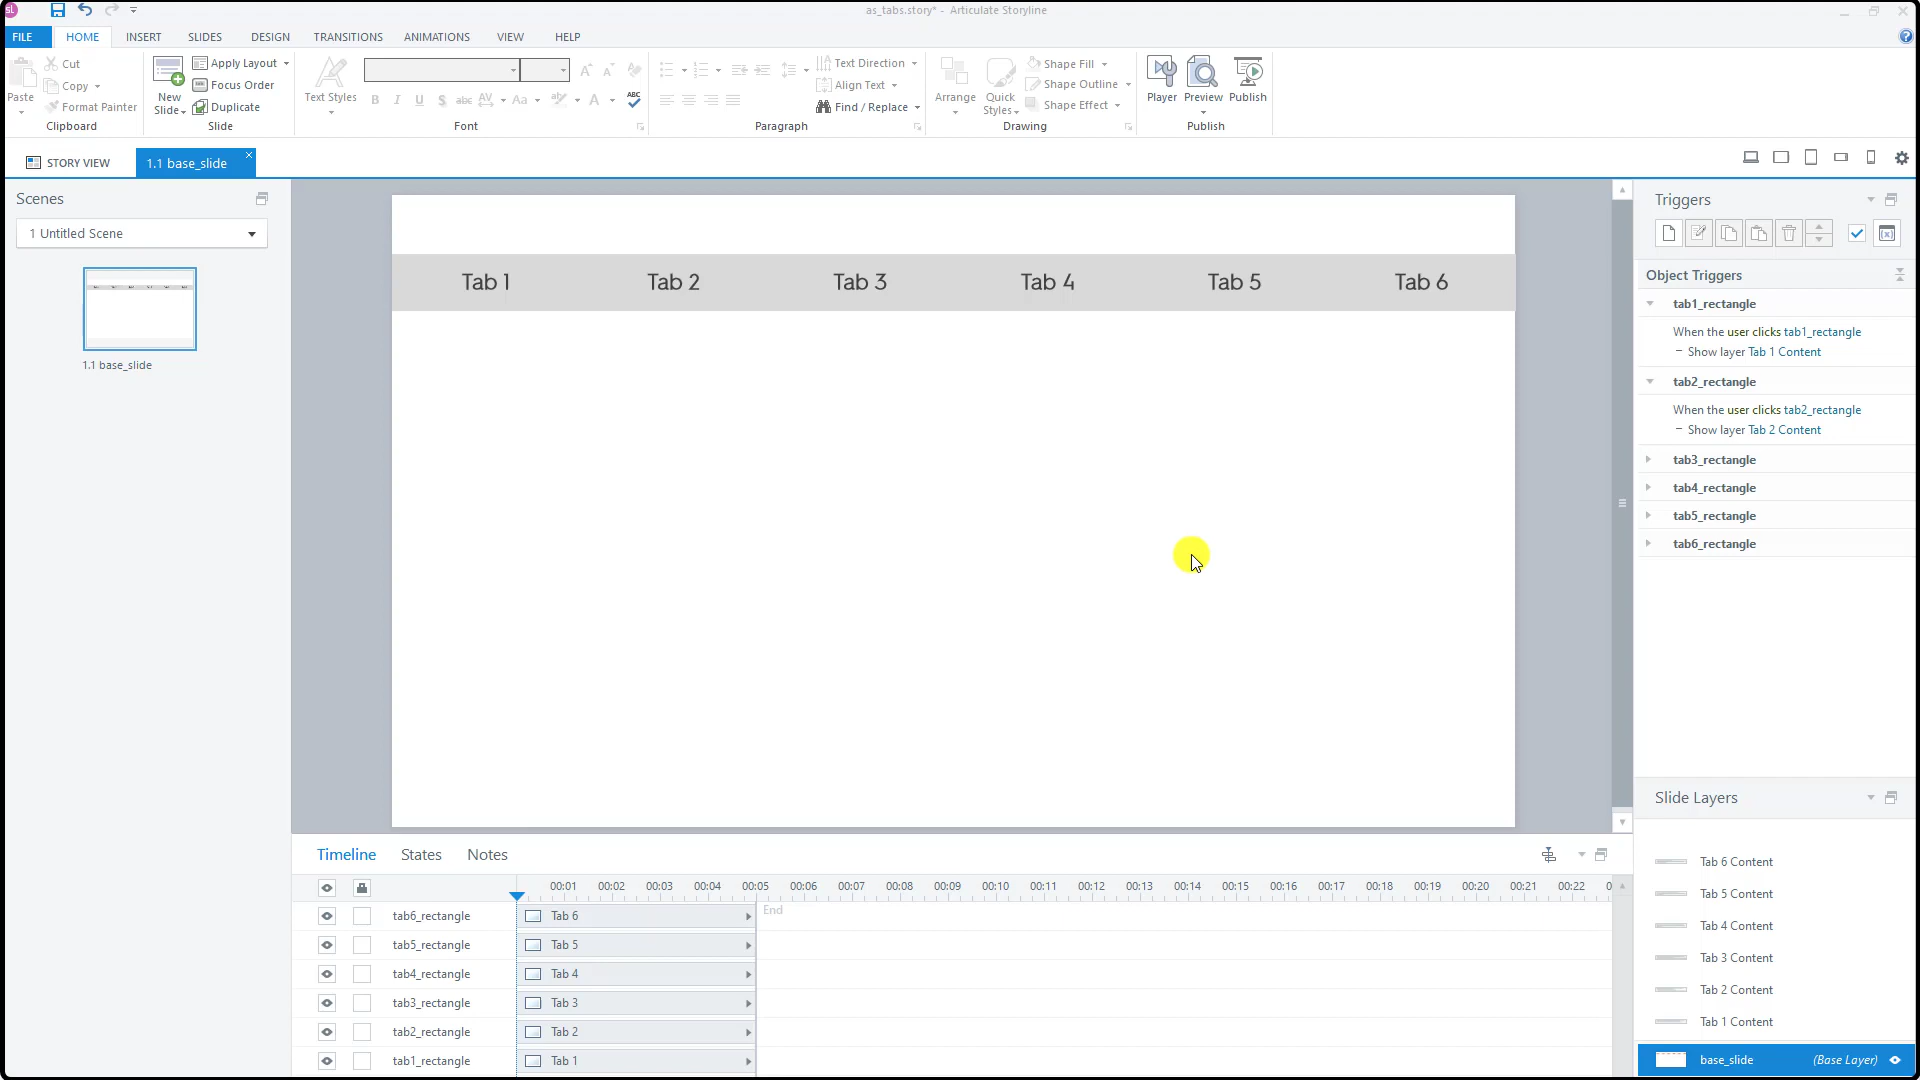 as_tabs.story* - Articulate Storyline
FILE HOME INSERT SLIDES DESIGN TRANSITIONS ANIMATIONS VIEW HELP
Paste
Cut
Copy
Format Painter
Clipboard
New Slide
Apply Layout
Focus Order
Duplicate
Slide
Text Styles
B I U S abc AV Aa A ABC
Font
Text Direction
Align Text
Find / Replace
Paragraph
Arrange
Quick Styles
Shape Fill
Shape Outline
Shape Effect
Drawing
Player
Preview
Publish
Publish
STORY VIEW
1.1 base_slide
Scenes
1 Untitled Scene
1.1 base_slide
Tab 1 Tab 2 Tab 3 Tab 4 Tab 5 Tab 6
Triggers
Object Triggers
tab1_rectangle
When the user clicks tab1_rectangle
– Show layer Tab 1 Content
tab2_rectangle
When the user clicks tab2_rectangle
– Show layer Tab 2 Content
tab3_rectangle
tab4_rectangle
tab5_rectangle
tab6_rectangle
Slide Layers
Tab 6 Content
Tab 5 Content
Tab 4 Content
Tab 3 Content
Tab 2 Content
Tab 1 Content
base_slide (Base Layer)
Timeline States Notes
00:01 00:02 00:03 00:04 00:05 00:06 00:07 00:08 00:09 00:10 00:11 00:12 00:13 00:14 00:15 00:16 00:17 00:18 00:19 00:20 00:21 00:22
tab6_rectangle Tab 6 End
tab5_rectangle Tab 5
tab4_rectangle Tab 4
tab3_rectangle Tab 3
tab2_rectangle Tab 2
tab1_rectangle Tab 1